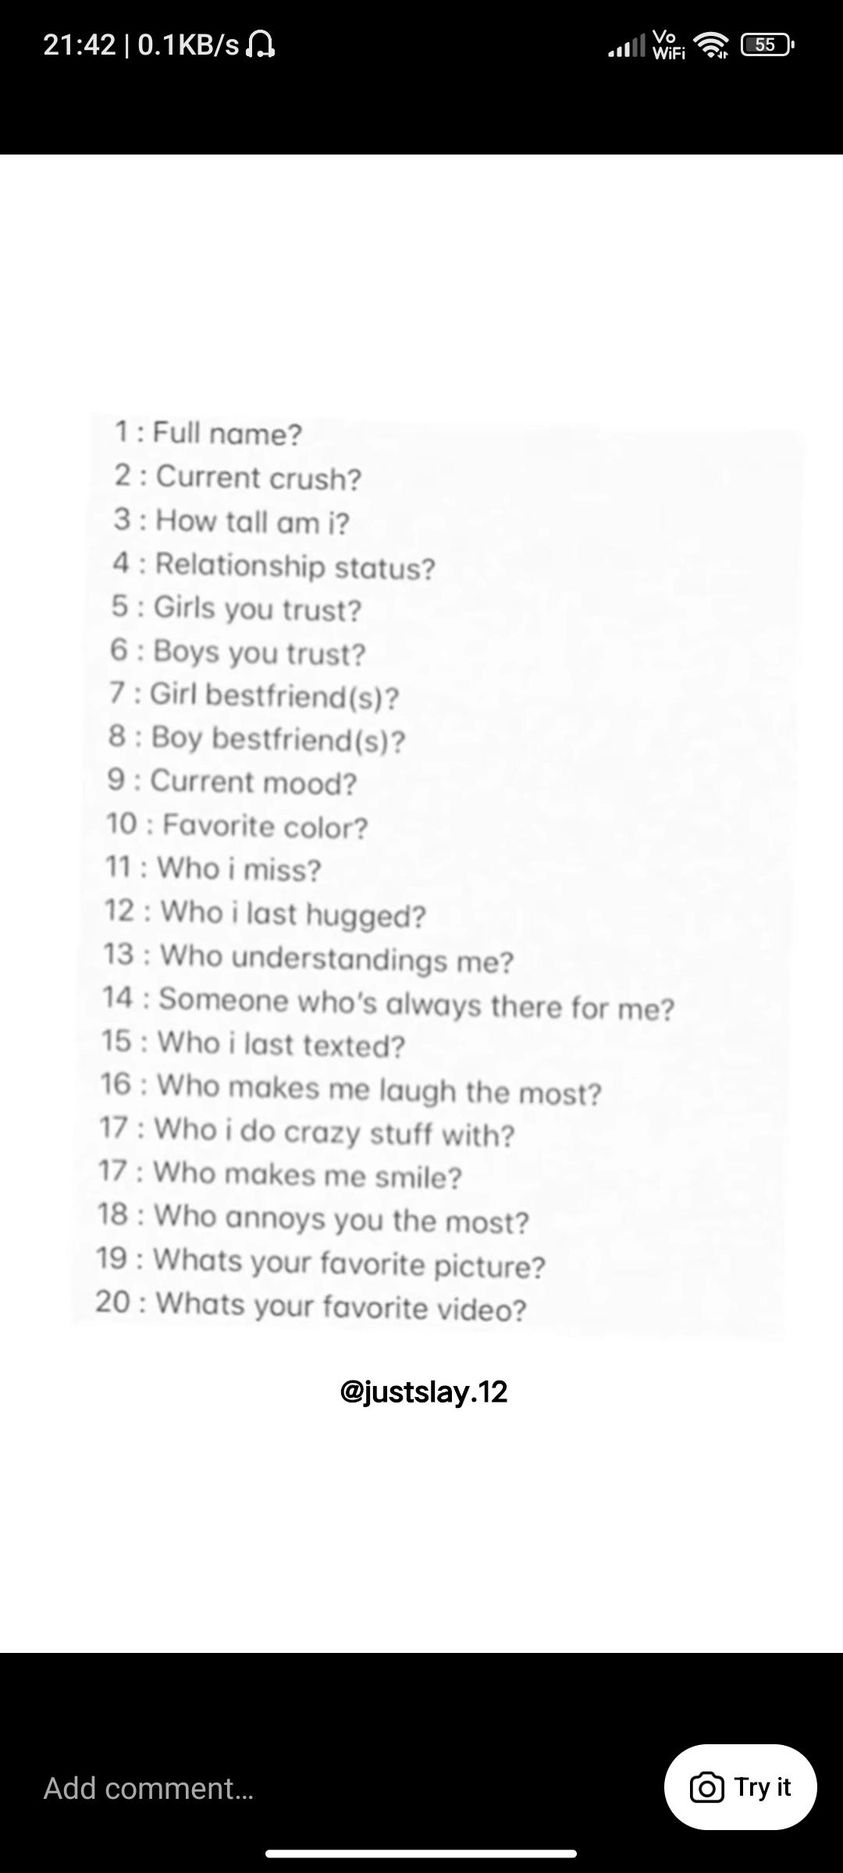 21:42 | 0.1KB/s
Vo
WiFi
55
1 : Full name?
2 : Current crush?
3 : How tall am i?
4 : Relationship status?
5 : Girls you trust?
6 : Boys you trust?
7 : Girl bestfriend(s)?
8 : Boy bestfriend(s)?
9 : Current mood?
10 : Favorite color?
11 : Who i miss?
12 : Who i last hugged?
13 : Who understandings me?
14 : Someone who's always there for me?
15 : Who i last texted?
16 : Who makes me laugh the most?
17 : Who i do crazy stuff with?
17 : Who makes me smile?
18 : Who annoys you the most?
19 : Whats your favorite picture?
20 : Whats your favorite video?
@justslay.12
Add comment...
Try it